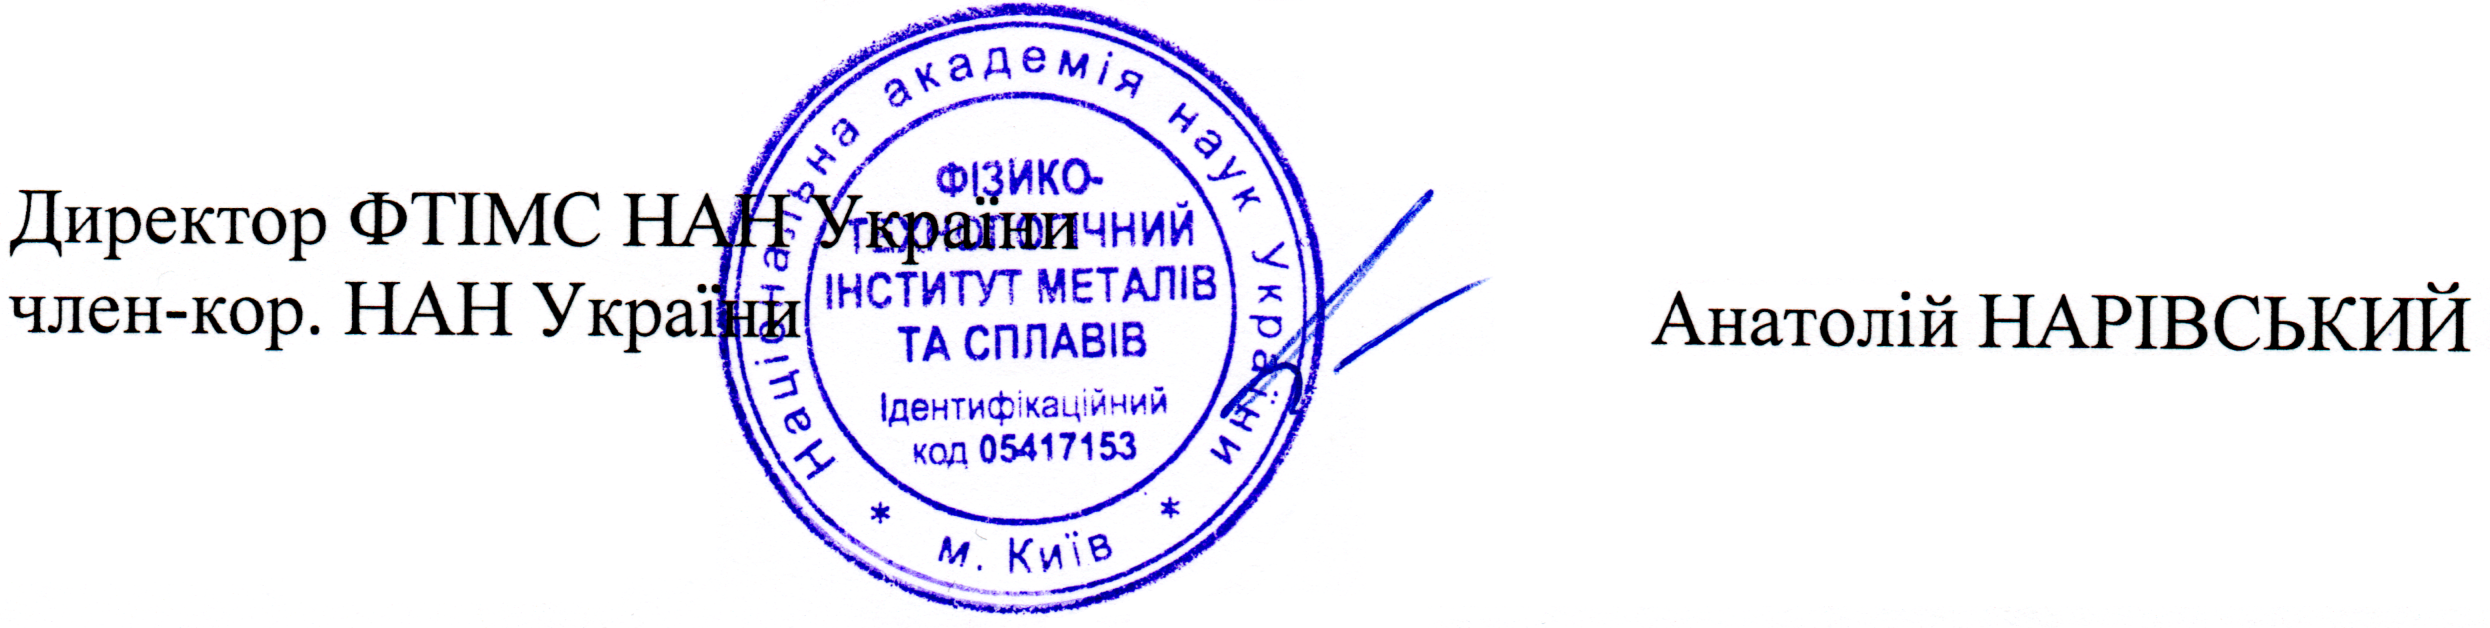 Директор ФТІМС НАН України
член-кор. НАН України
Анатолій НАРІВСЬКИЙ
Національна академія наук України
ФІЗИКО-
ТЕХНОЛОГІЧНИЙ
ІНСТИТУТ МЕТАЛІВ
ТА СПЛАВІВ
Ідентифікаційний
код 05417153
* м. Київ *